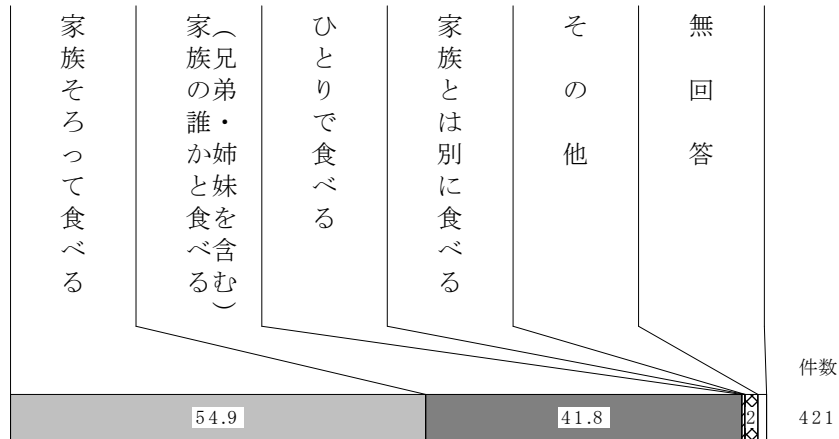 家族そろって食べる
家族の誰かと食べる
（兄弟・姉妹を含む）
ひとりで食べる
家族とは別に食べる
その他
無回答
件数
54.9
41.8
2
421